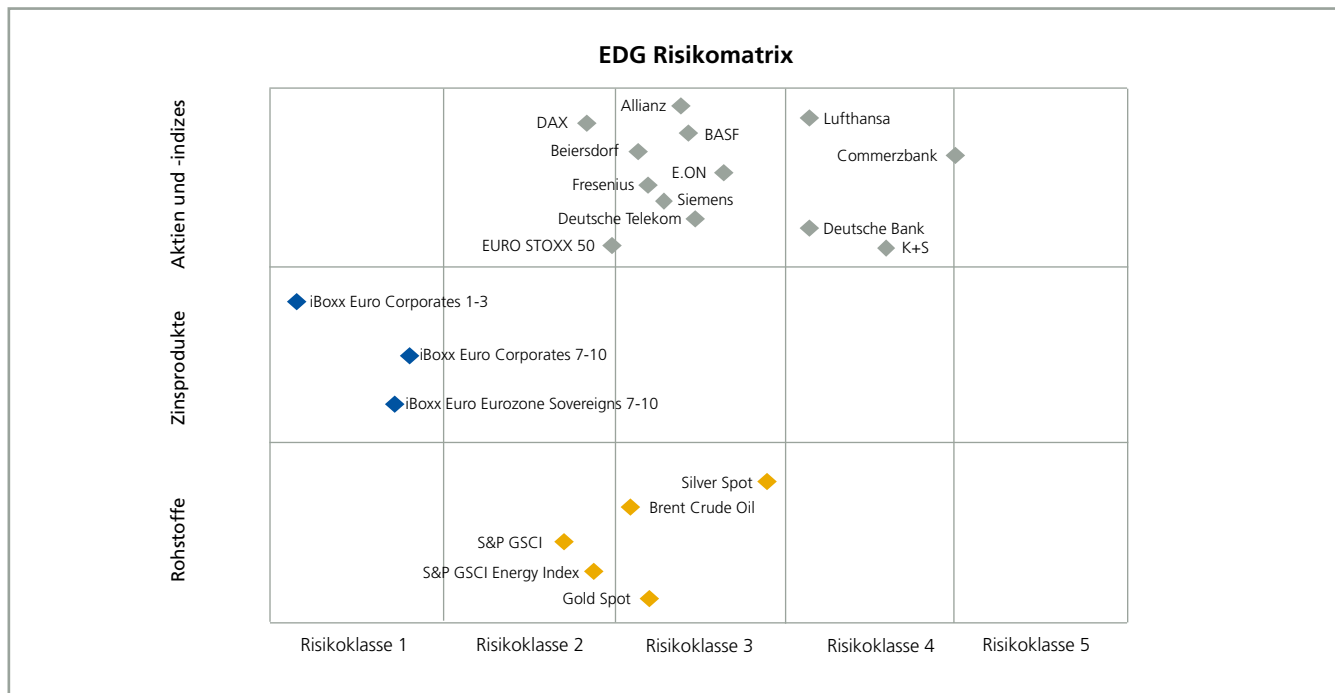 EDG Risikomatrix
Aktien und -indizes
Allianz
DAX
Lufthansa
BASF
Beiersdorf
Commerzbank
E.ON
Fresenius
Siemens
Deutsche Telekom
Deutsche Bank
EURO STOXX 50
K+S
Zinsprodukte
iBoxx Euro Corporates 1-3
iBoxx Euro Corporates 7-10
iBoxx Euro Eurozone Sovereigns 7-10
Rohstoffe
Silver Spot
Brent Crude Oil
S&P GSCI
S&P GSCI Energy Index
Gold Spot
Risikoklasse 1
Risikoklasse 2
Risikoklasse 3
Risikoklasse 4
Risikoklasse 5